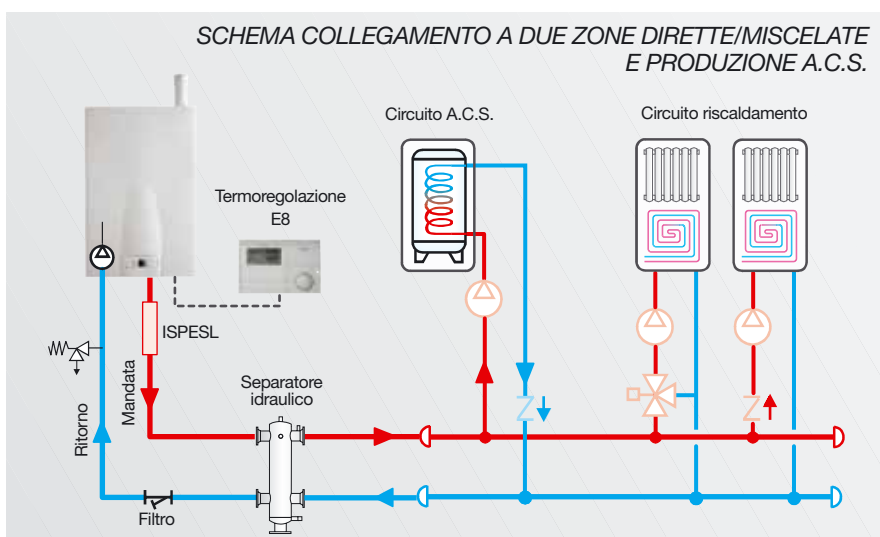 SCHEMA COLLEGAMENTO A DUE ZONE DIRETTE/MISCELATE
E PRODUZIONE A.C.S.
Circuito A.C.S.
Circuito riscaldamento
Termoregolazione
E8
ISPESL
Mandata
Ritorno
Separatore
idraulico
Filtro